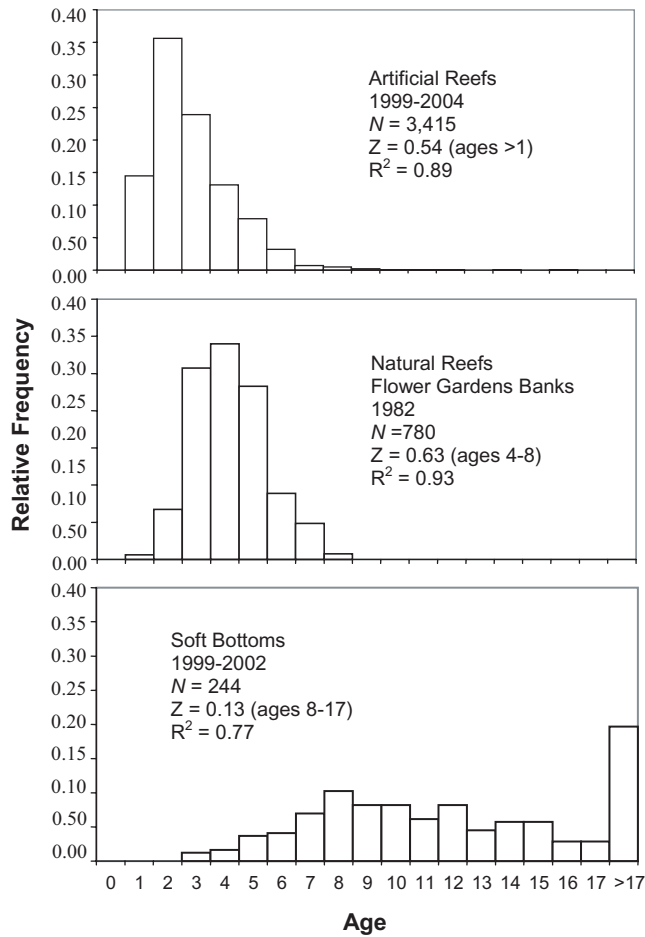 0.40
0.35
0.30
0.25
0.20
0.15
0.10
0.50
0.00
Artificial Reefs
1999-2004
N = 3,415
Z = 0.54 (ages >1)
R² = 0.89
0.40
0.35
0.30
0.25
0.20
0.15
0.10
0.50
0.00
Natural Reefs
Flower Gardens Banks
1982
N =780
Z = 0.63 (ages 4-8)
R² = 0.93
Relative Frequency
0.40
0.35
0.30
0.25
0.20
0.15
0.10
0.50
0.00
Soft Bottoms
1999-2002
N = 244
Z = 0.13 (ages 8-17)
R² = 0.77
0 1 2 3 4 5 6 7 8 9 10 11 12 13 14 15 16 17 >17
Age